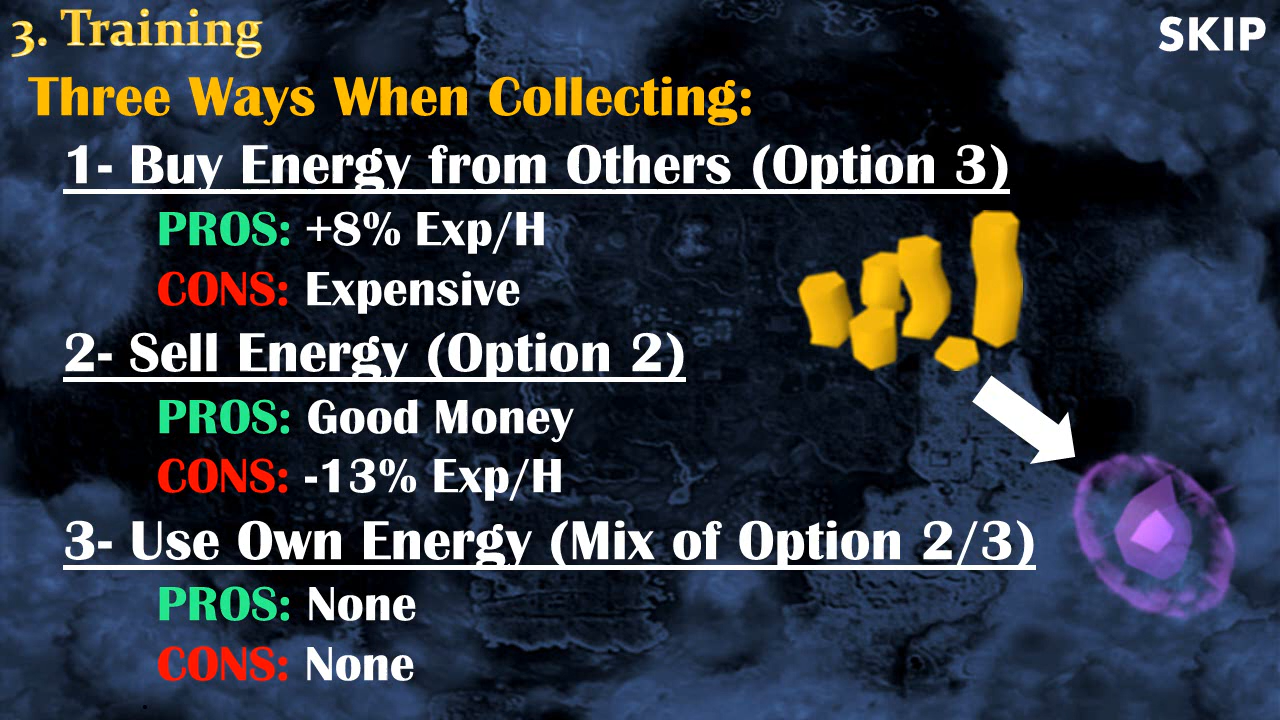 3. Training
SKIP
Three Ways When Collecting:
1- Buy Energy from Others (Option 3)
PROS: +8% Exp/H
CONS: Expensive
2- Sell Energy (Option 2)
PROS: Good Money
CONS: -13% Exp/H
3- Use Own Energy (Mix of Option 2/3)
PROS: None
CONS: None